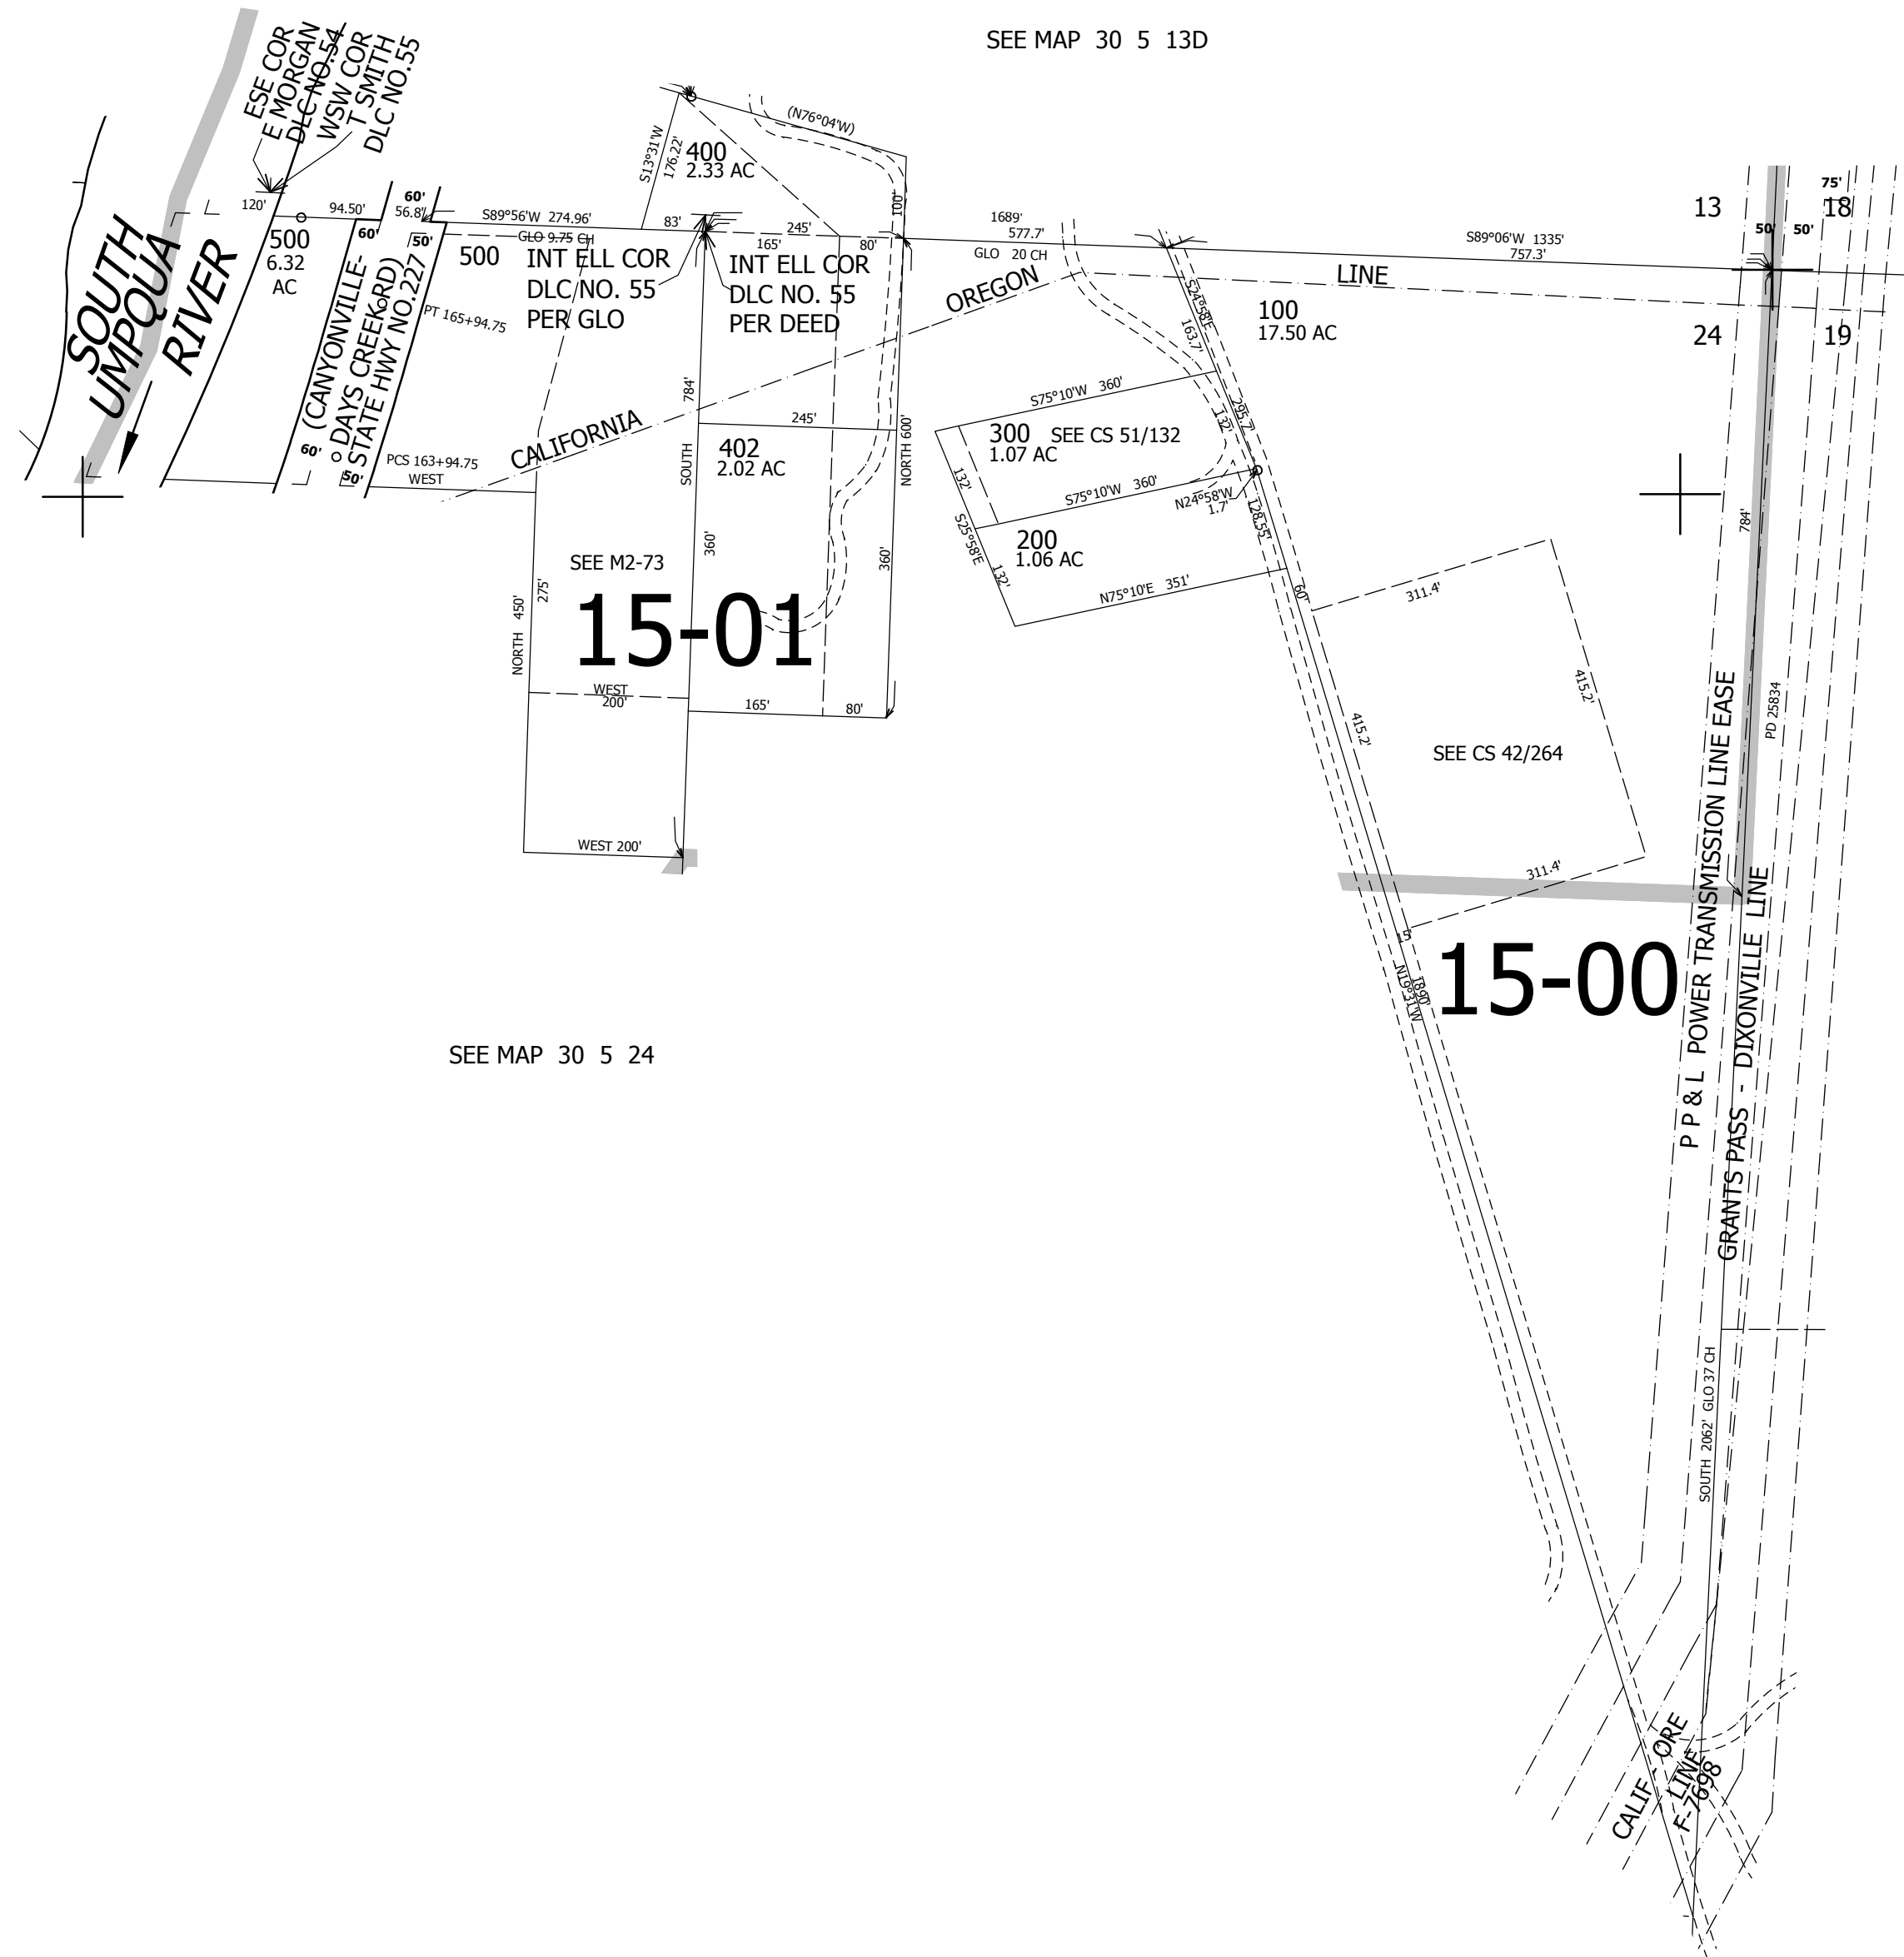 SEE MAP 30 5 13D
ESE COR
E MORGAN
DLC NO.54
WSW COR
T SMITH
DLC NO.55
SOUTH
UMPQUA
RIVER
120'
94.50'
60'
56.8'
500
6.32
AC
60'
50'
(CANYONVILLE-
DAYS CREEK RD)
STATE HWY NO.227
60'
50'
S89°56'W 274.96'
GLO 9.75 CH
500
PT 165+94.75
PCS 163+94.75
WEST
INT ELL COR
DLC NO. 55
PER GLO
INT ELL COR
DLC NO. 55
PER DEED
S13°31'W
176.22'
400
2.33 AC
(N76°04'W)
100'
83'
245'
165'
80'
1689'
577.7'
GLO 20 CH
S89°06'W 1335'
757.3'
CALIFORNIA
OREGON
LINE
784'
SOUTH
245'
402
2.02 AC
NORTH 600'
360'
360'
SEE M2-73
15-01
NORTH 450'
275'
WEST
200'
165'
80'
WEST 200'
S24°58'E
163.7'
100
17.50 AC
S75°10'W 360'
295.7'
132'
300
SEE CS 51/132
1.07 AC
132'
S75°10'W 360'
N24°58'W
1.7'
128.55'
S25°58'E
132'
200
1.06 AC
N75°10'E 351'
60'
311.4'
415.2'
415.2'
SEE CS 42/264
311.4'
15'
1890'
N19°31'W
15-00
13
18
24
19
75'
50'
50'
784'
PD 25834
P P & L POWER TRANSMISSION LINE EASE
GRANTS PASS - DIXONVILLE LINE
SOUTH 2062' GLO 37 CH
SEE MAP 30 5 24
CALIF - ORE
LINE
F-7698